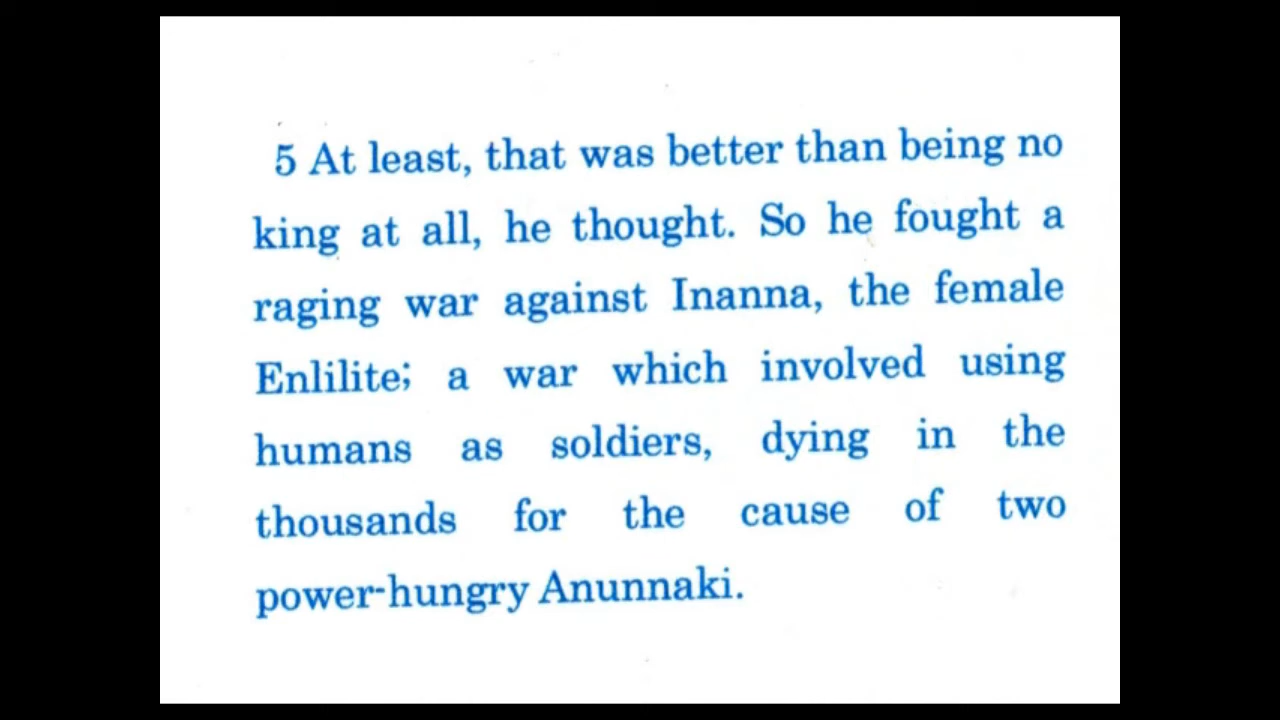 5 At least, that was better than being no
king at all, he thought. So he fought a
raging war against Inanna, the female
Enlilite; a war which involved using
humans as soldiers, dying in the
thousands for the cause of two
power-hungry Anunnaki.